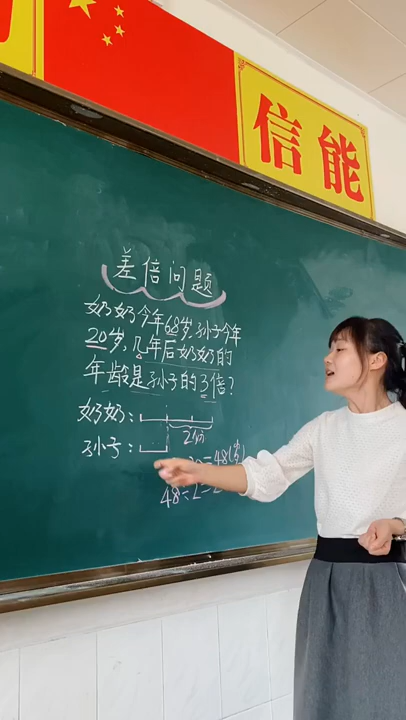 信能
差倍问题
奶奶今年68岁,孙子今年
20岁,几年后奶奶的
年龄是孙子的3倍?
奶奶:
2份
孙子:
=48(岁)
48÷2=2